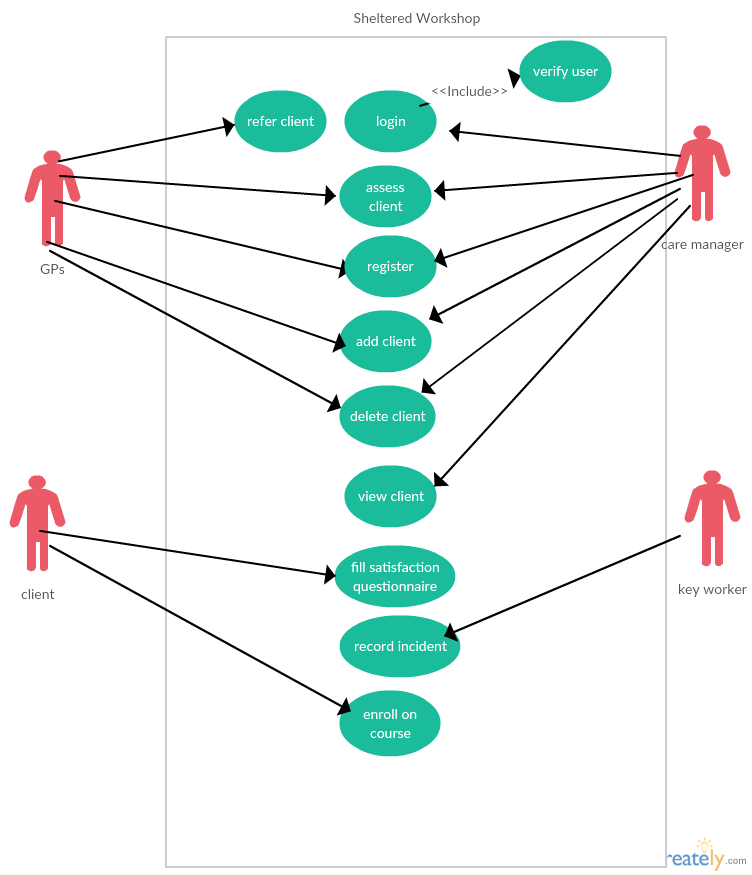 Sheltered Workshop
verify user
<<Include>>
refer client
login
assess
client
care manager
GPs
register
add client
delete client
view client
fill satisfaction
questionnaire
client
key worker
record incident
enroll on
course
reately.com